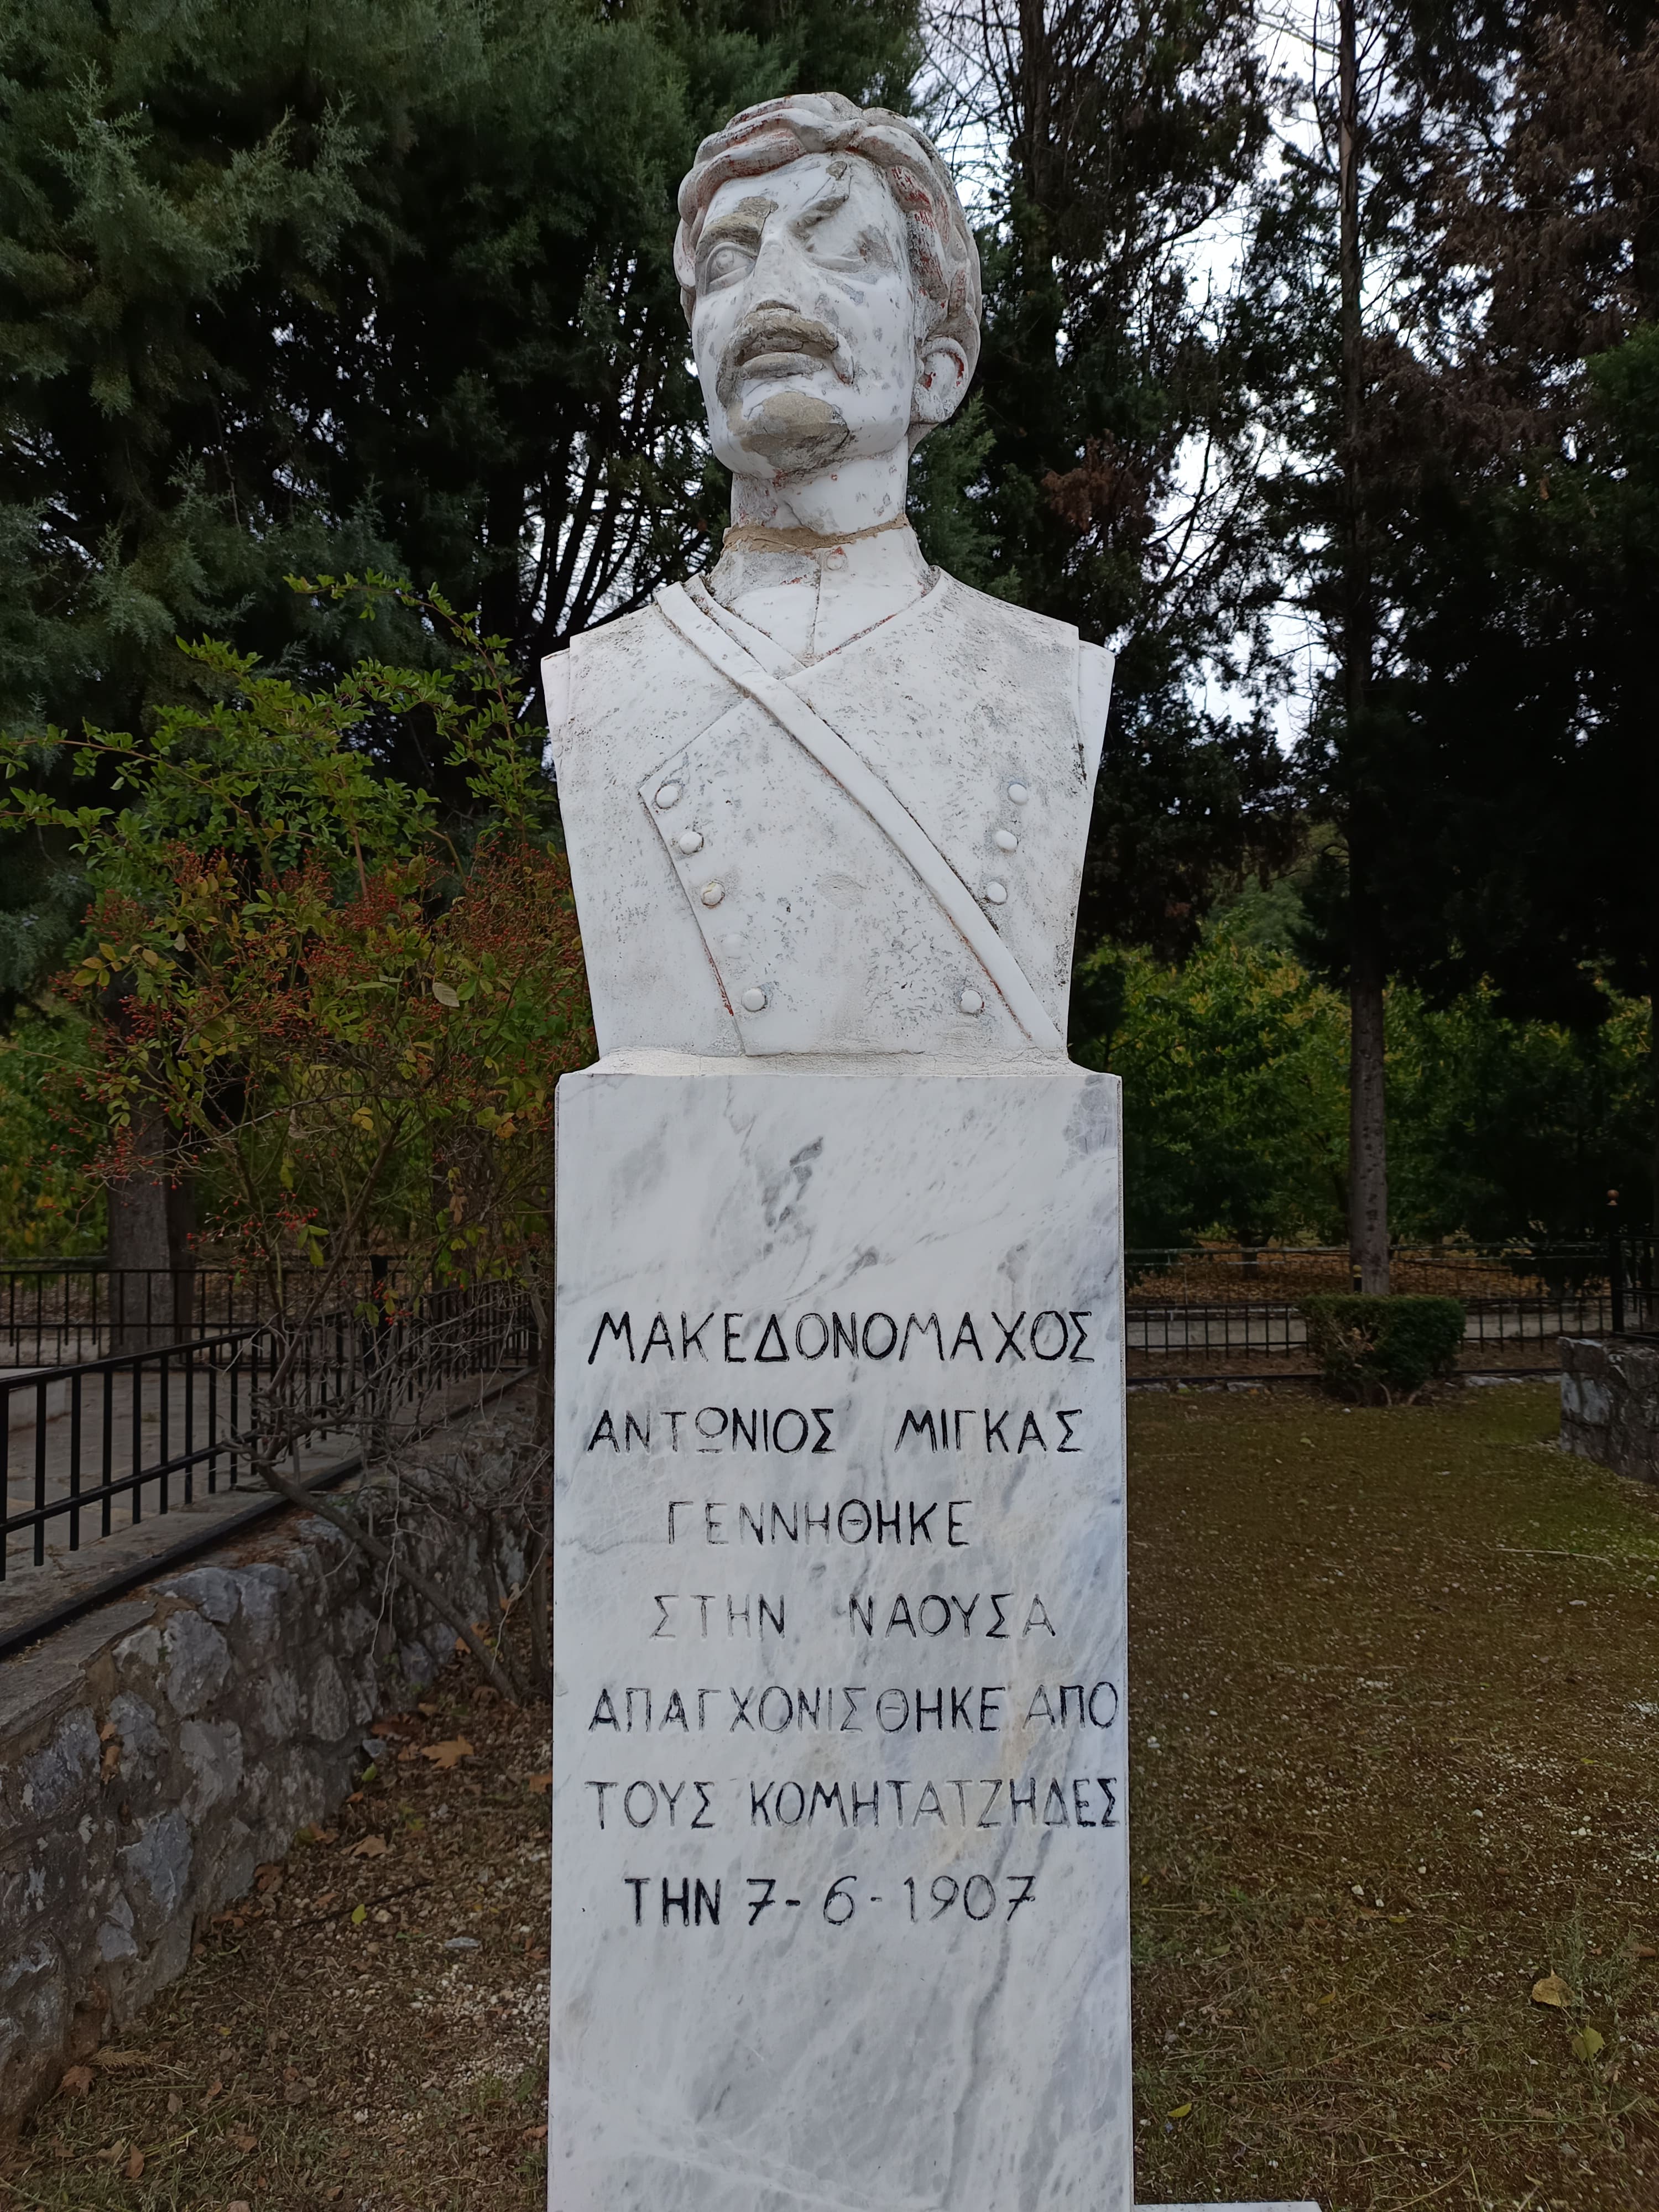 ΜΑΚΕΔΟΝΟΜΑΧΟΣ
ΑΝΤΩΝΙΟΣ ΜΙΓΚΑΣ
ΓΕΝΝΗΘΗΚΕ
ΣΤΗΝ ΝΑΟΥΣΑ
ΑΠΑΓΧΟΝΙΣΘΗΚΕ ΑΠΟ
ΤΟΥΣ ΚΟΜΗΤΑΤΖΗΔΕΣ
ΤΗΝ 7-6-1907